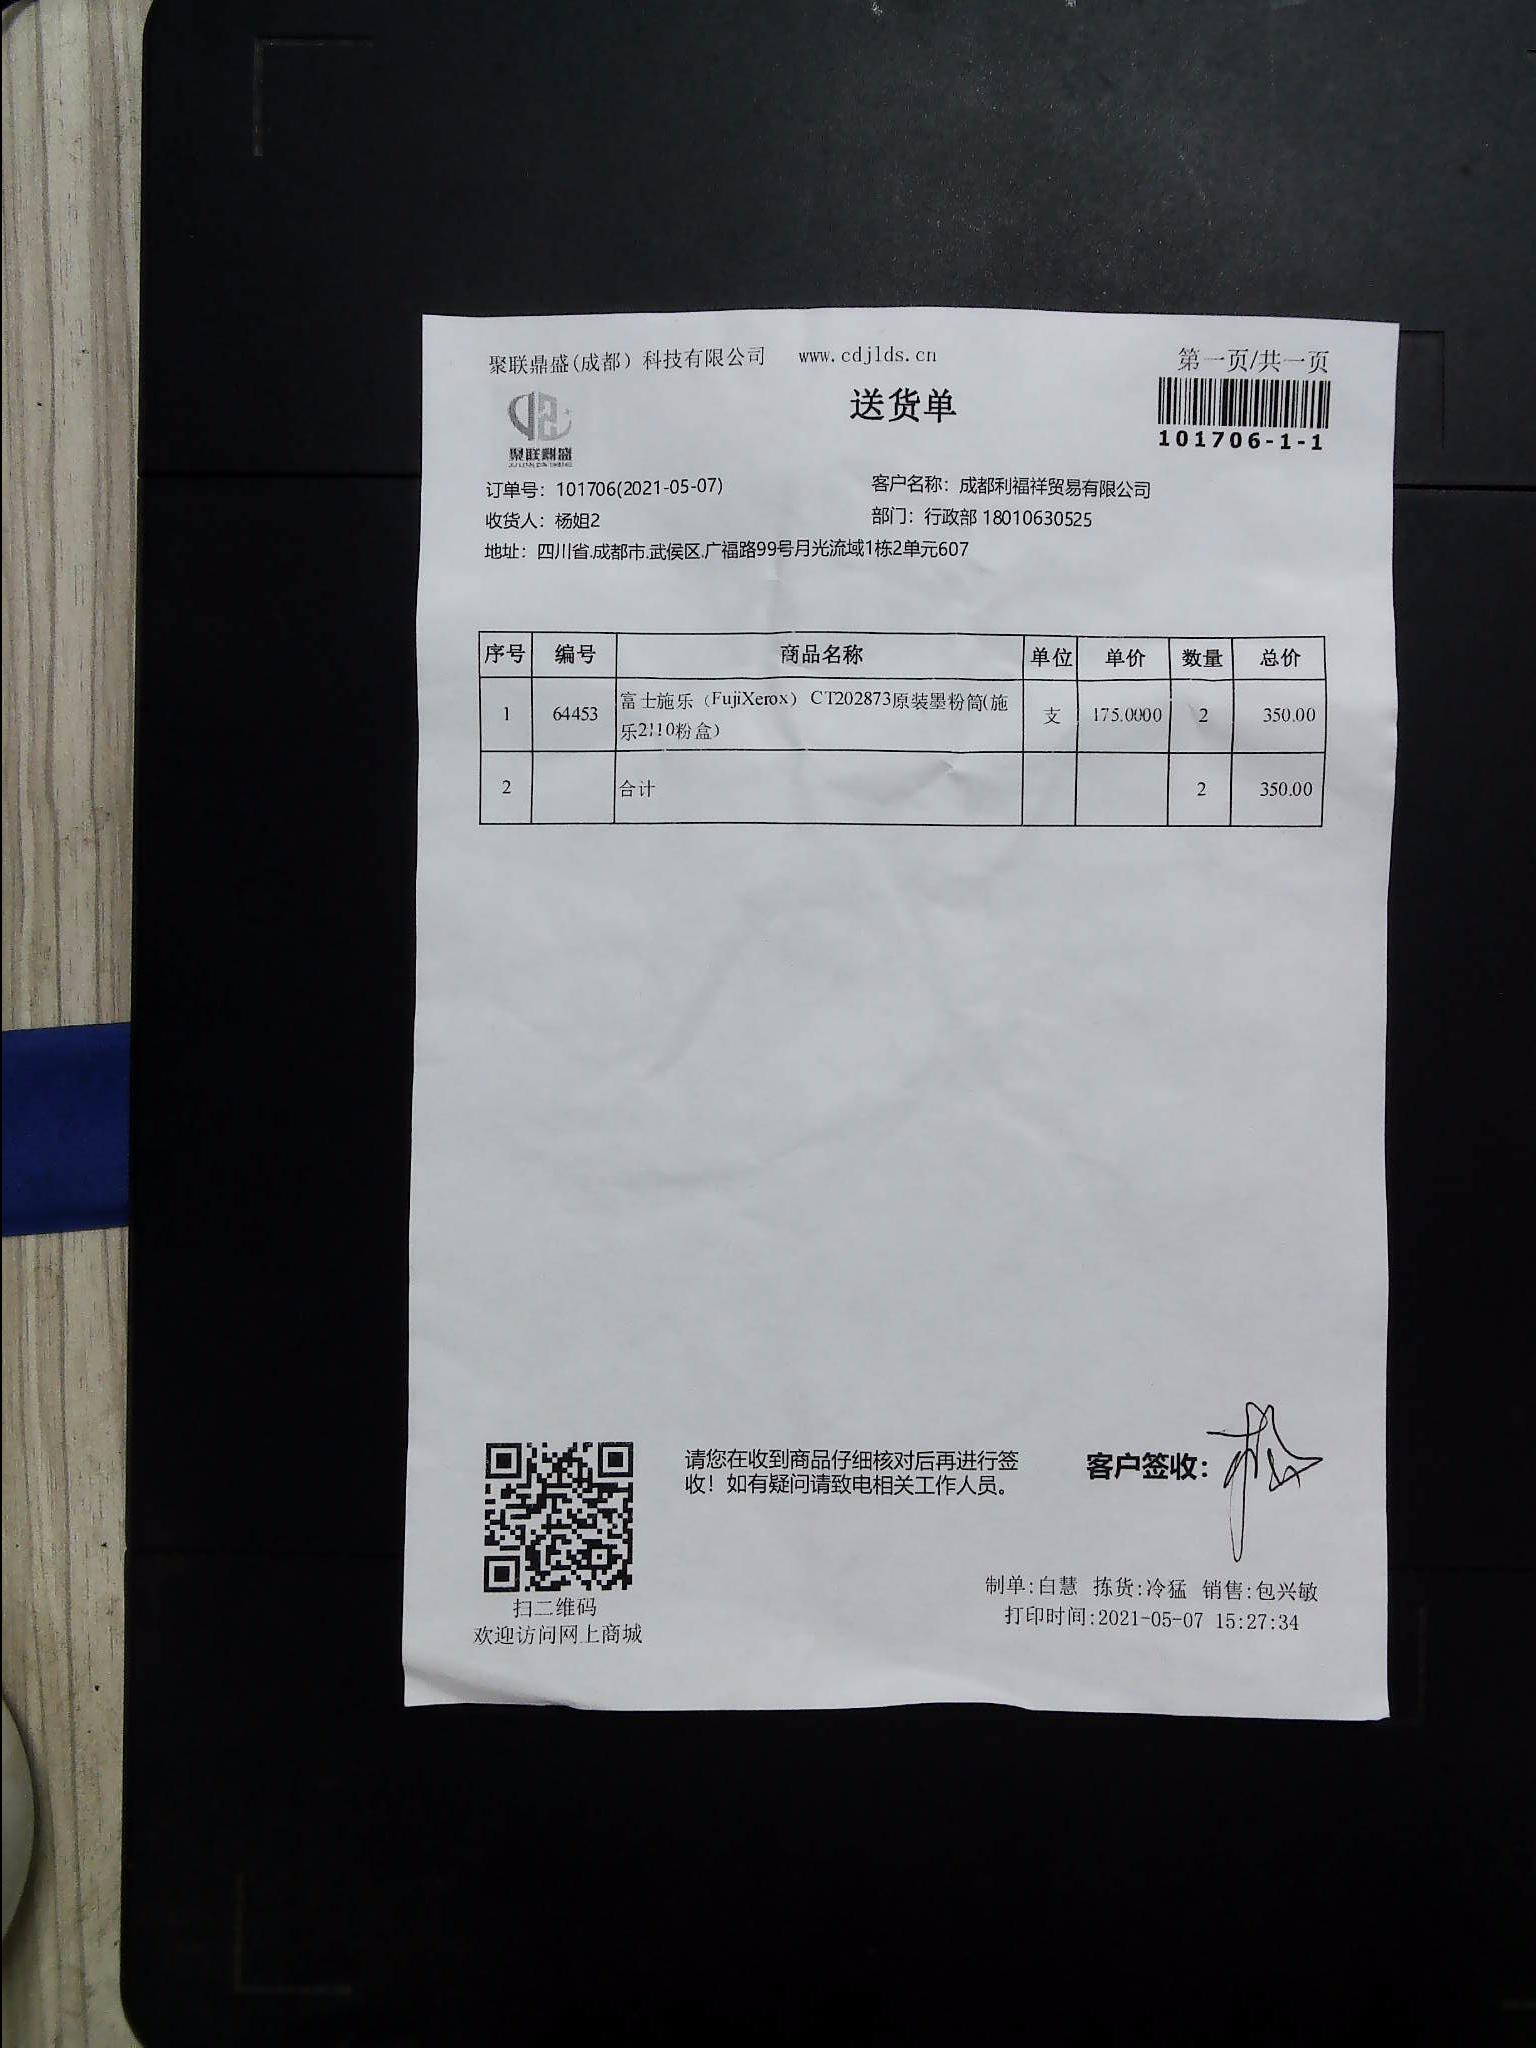 聚联鼎盛(成都）科技有限公司 www.cdjlds.cn 第一页/共一页
送货单
聚联鼎盛
101706-1-1
订单号：101706(2021-05-07) 客户名称：成都利福祥贸易有限公司
收货人：杨姐2 部门：行政部 18010630525
地址：四川省.成都市.武侯区.广福路99号月光流域1栋2单元607
序号 编号 商品名称 单位 单价 数量 总价
1 64453 富士施乐（FujiXerox） CT202873原装墨粉筒(施 支 175.0000 2 350.00
乐2110粉盒）
2 合计 2 350.00
请您在收到商品仔细核对后再进行签 客户签收：
收！如有疑问请致电相关工作人员。
制单:白慧 拣货:冷猛 销售:包兴敏
扫二维码 打印时间:2021-05-07 15:27:34
欢迎访问网上商城